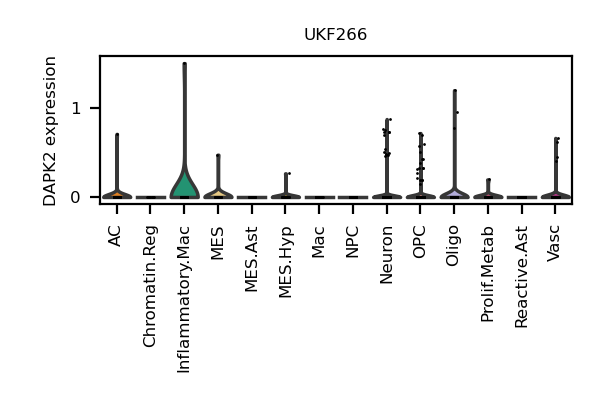 UKF266
DAPK2 expression
1
0
AC
Chromatin.Reg
Inflammatory.Mac
MES
MES.Ast
MES.Hyp
Mac
NPC
Neuron
OPC
Oligo
Prolif.Metab
Reactive.Ast
Vasc